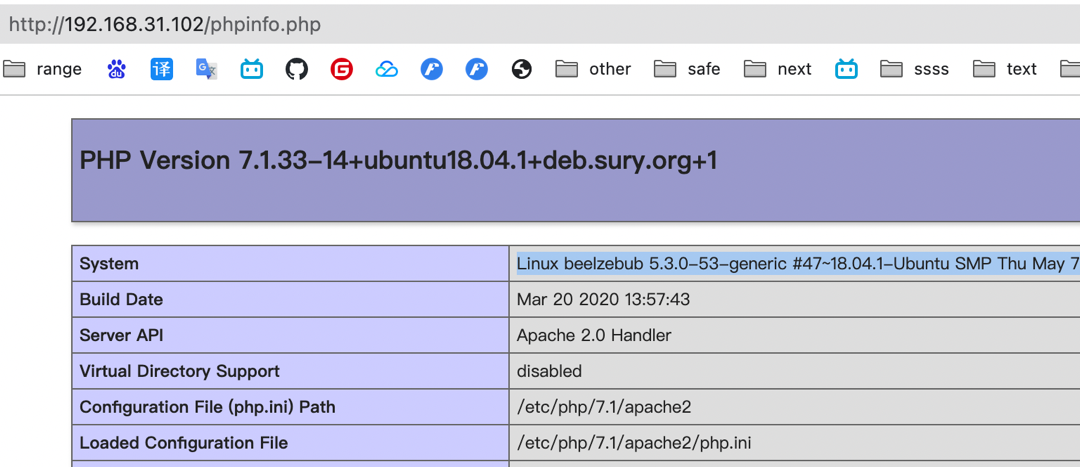 http://192.168.31.102/phpinfo.php
range du 译 G other safe next ssss text
PHP Version 7.1.33-14+ubuntu18.04.1+deb.sury.org+1
System Linux beelzebub 5.3.0-53-generic #47~18.04.1-Ubuntu SMP Thu May 7
Build Date Mar 20 2020 13:57:43
Server API Apache 2.0 Handler
Virtual Directory Support disabled
Configuration File (php.ini) Path /etc/php/7.1/apache2
Loaded Configuration File /etc/php/7.1/apache2/php.ini